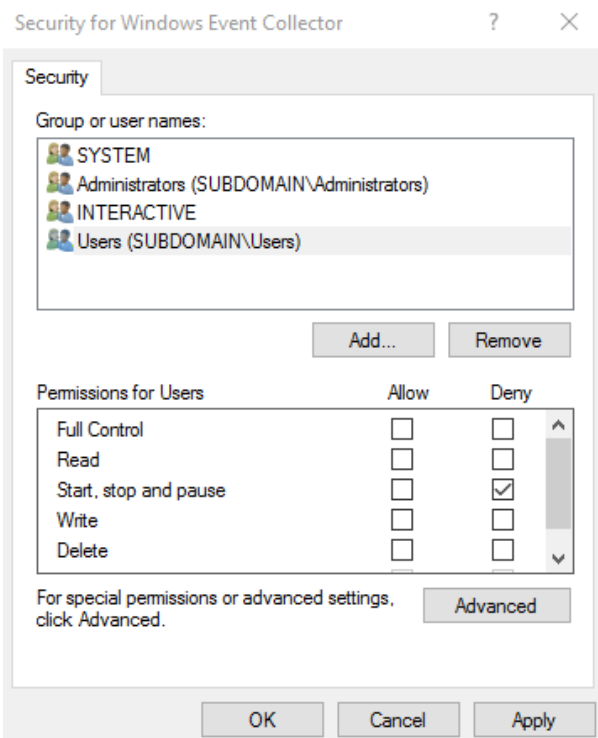 Security for Windows Event Collector ? ×
Security
Group or user names:
SYSTEM
Administrators (SUBDOMAIN\Administrators)
INTERACTIVE
Users (SUBDOMAIN\Users)
Add... Remove
Permissions for Users Allow Deny
Full Control
Read
Start, stop and pause
Write
Delete
For special permissions or advanced settings, Advanced
click Advanced.
OK Cancel Apply